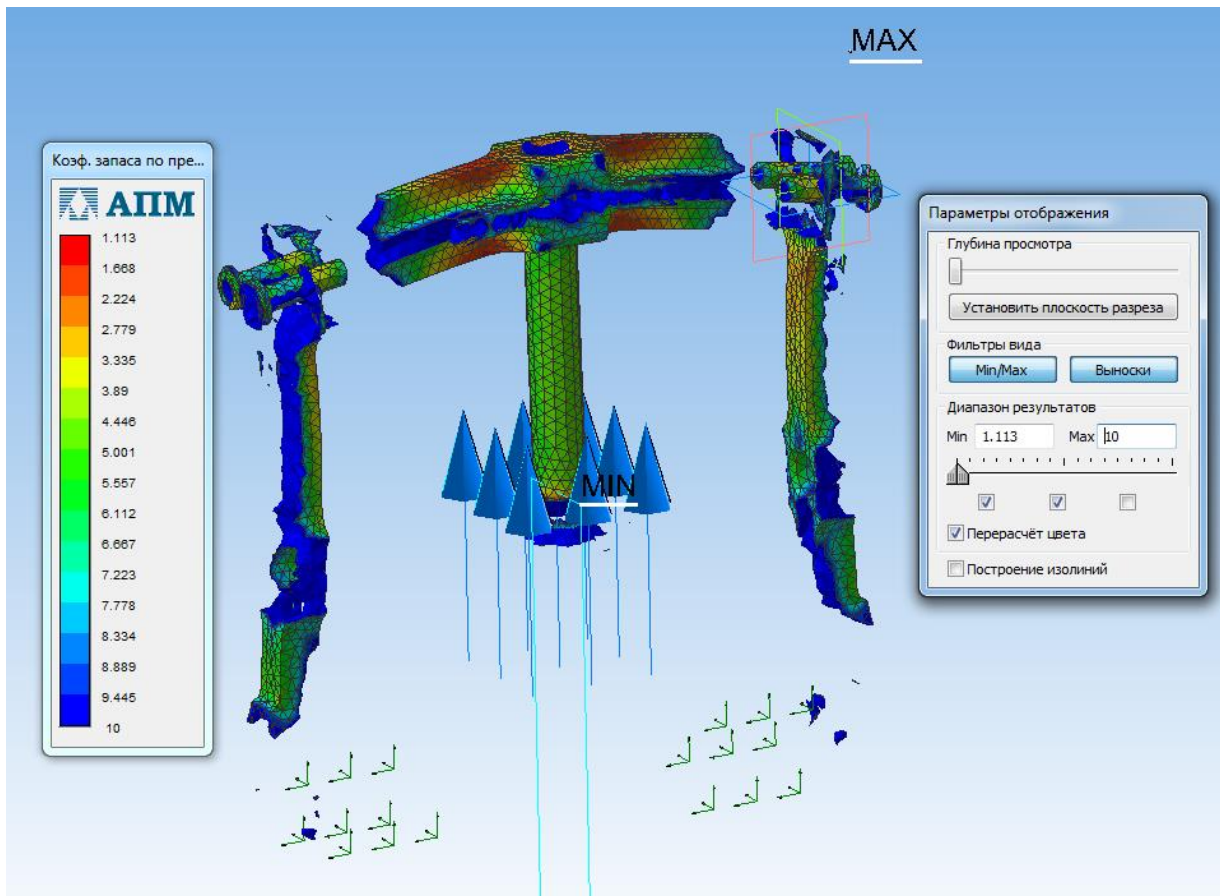 MAX
Коэф. запаса по пре...
АПМ
1.113
1.668
2.224
2.779
3.335
3.89
4.446
5.001
5.557
6.112
6.667
7.223
7.778
8.334
8.889
9.445
10
MIN
Параметры отображения
Глубина просмотра
Установить плоскость разреза
Фильтры вида
Min/Max Выноски
Диапазон результатов
Min 1.113 Max 10
Перерасчёт цвета
Построение изолиний